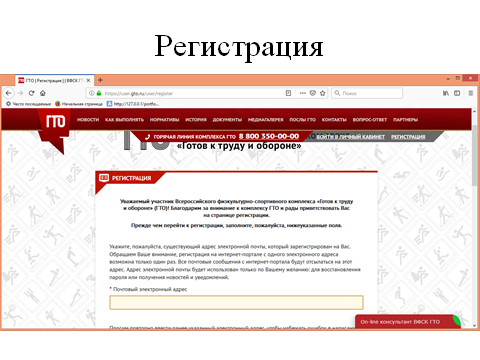 Регистрация
ГТО | Регистрация | | ВФСК ГТО
https://user.gto.ru/user/register
Поиск
Часто посещаемые Начальная страница http://127.0.0.1/portfo...
ГТО
НОВОСТИ КАК ВЫПОЛНЯТЬ НОРМАТИВЫ ИСТОРИЯ ДОКУМЕНТЫ МЕДИАГАЛЕРЕЯ ПОСЛЫ ГТО КОНТАКТЫ ВОПРОС-ОТВЕТ ПАРТНЕРЫ
ГОРЯЧАЯ ЛИНИЯ КОМПЛЕКСА ГТО 8 800 350-00-00 ВОЙТИ В ЛИЧНЫЙ КАБИНЕТ РЕГИСТРАЦИЯ
«Готов к труду и обороне»
РЕГИСТРАЦИЯ
Уважаемый участник Всероссийского физкультурно-спортивного комплекса «Готов к труду
и обороне» (ГТО)! Благодарим за внимание к комплексу ГТО и рады приветствовать Вас
на странице регистрации.
Прежде чем перейти к регистрации, заполните, пожалуйста, нижеуказанные поля.
Укажите, пожалуйста, существующий адрес электронной почты, который зарегистрирован на Вас.
Обращаем Ваше внимание, регистрация на интернет-портале с одного электронного адреса
возможна только один раз. Все почтовые сообщения с интернет-портала будут отсылаться на этот
адрес. Адрес электронной почты будет использован только по Вашему желанию: для восстановления
пароля или получения новостей и уведомлений.
* Почтовый электронный адрес
On-line консультант ВФСК ГТО